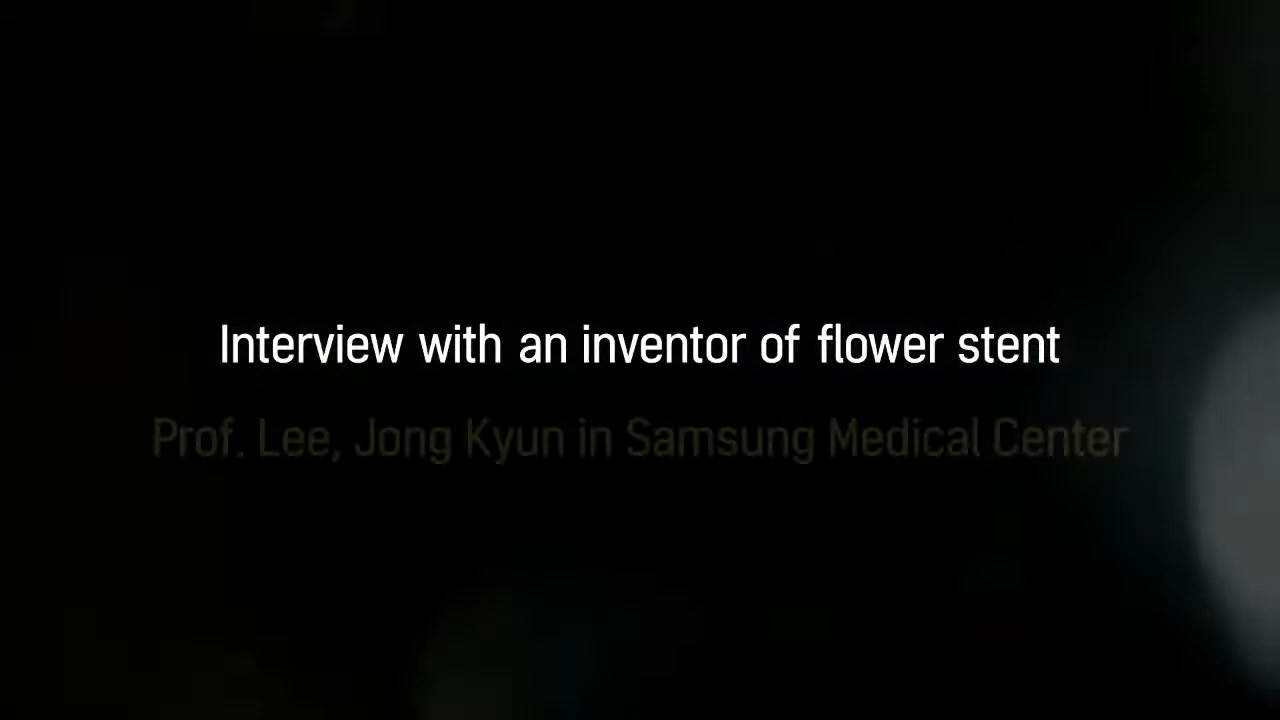 Interview with an inventor of flower stent
Prof. Lee, Jong Kyun in Samsung Medical Center